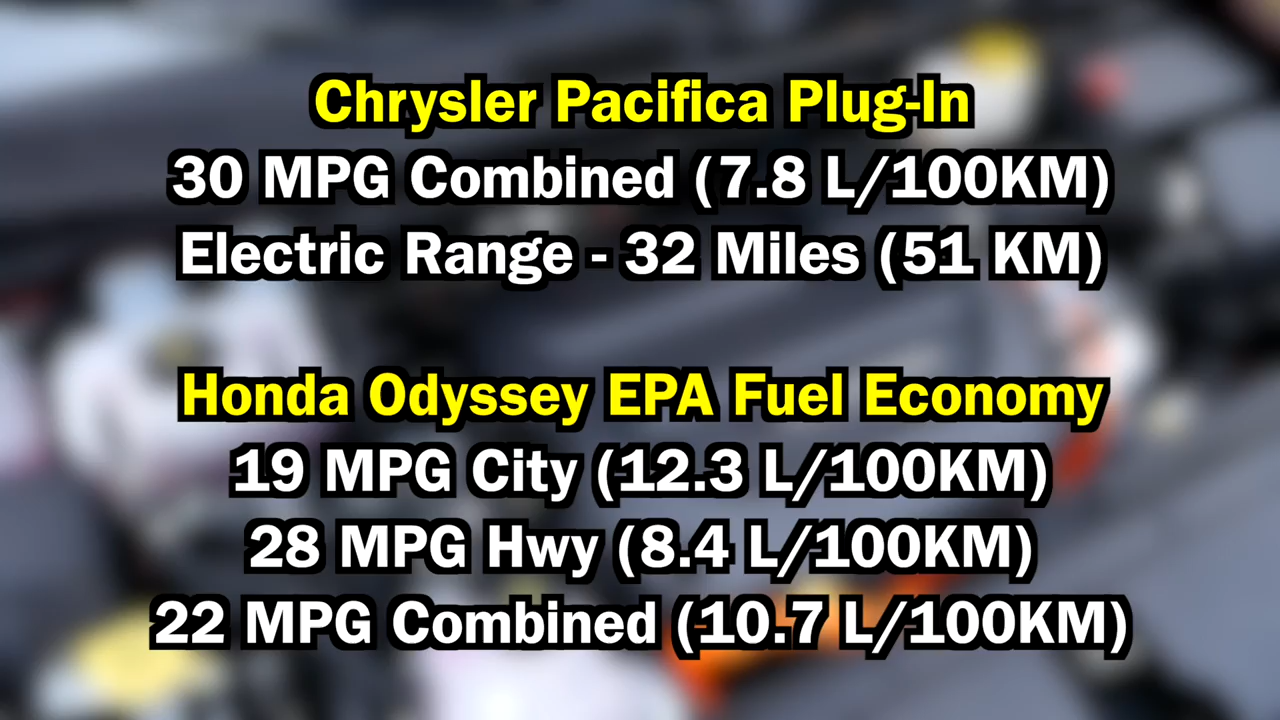 Chrysler Pacifica Plug-In
30 MPG Combined (7.8 L/100KM)
Electric Range - 32 Miles (51 KM)
Honda Odyssey EPA Fuel Economy
19 MPG City (12.3 L/100KM)
28 MPG Hwy (8.4 L/100KM)
22 MPG Combined (10.7 L/100KM)